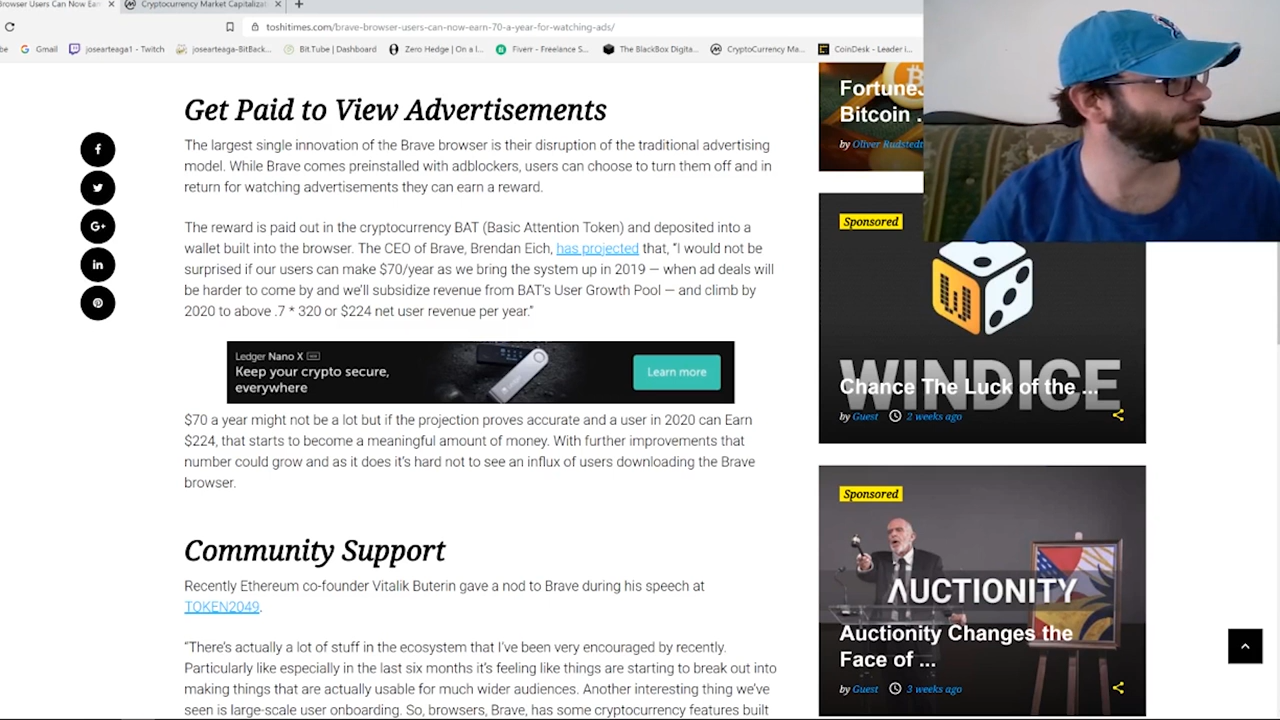 Browser Users Can Now Earn
Cryptocurrency Market Capitaliza
toshitimes.com/brave-browser-users-can-now-earn-70-a-year-for-watching-ads/
be
Gmail
josearteaga1 - Twitch
josearteaga-BitBack...
Bit.Tube | Dashboard
Zero Hedge | On a l...
Fiverr - Freelance S...
The BlackBox Digita...
CryptoCurrency Ma...
CoinDesk - Leader i...
Get Paid to View Advertisements
The largest single innovation of the Brave browser is their disruption of the traditional advertising
model. While Brave comes preinstalled with adblockers, users can choose to turn them off and in
return for watching advertisements they can earn a reward.
The reward is paid out in the cryptocurrency BAT (Basic Attention Token) and deposited into a
wallet built into the browser. The CEO of Brave, Brendan Eich, has projected that, “I would not be
surprised if our users can make $70/year as we bring the system up in 2019 — when ad deals will
be harder to come by and we’ll subsidize revenue from BAT’s User Growth Pool — and climb by
2020 to above .7 * 320 or $224 net user revenue per year.”
Ledger Nano X
Keep your crypto secure,
everywhere
Learn more
$70 a year might not be a lot but if the projection proves accurate and a user in 2020 can Earn
$224, that starts to become a meaningful amount of money. With further improvements that
number could grow and as it does it’s hard not to see an influx of users downloading the Brave
browser.
Community Support
Recently Ethereum co-founder Vitalik Buterin gave a nod to Brave during his speech at
TOKEN2049.
“There’s actually a lot of stuff in the ecosystem that I’ve been very encouraged by recently.
Particularly like especially in the last six months it’s feeling like things are starting to break out into
making things that are actually usable for much wider audiences. Another interesting thing we’ve
seen is large-scale user onboarding. So, browsers, Brave, has some cryptocurrency features built
FortuneJ
Bitcoin ...
by Oliver Rudstedt
Sponsored
WINDICE
Chance The Luck of the ...
by Guest 2 weeks ago
Sponsored
AUCTIONITY
Auctionity Changes the
Face of ...
by Guest 3 weeks ago